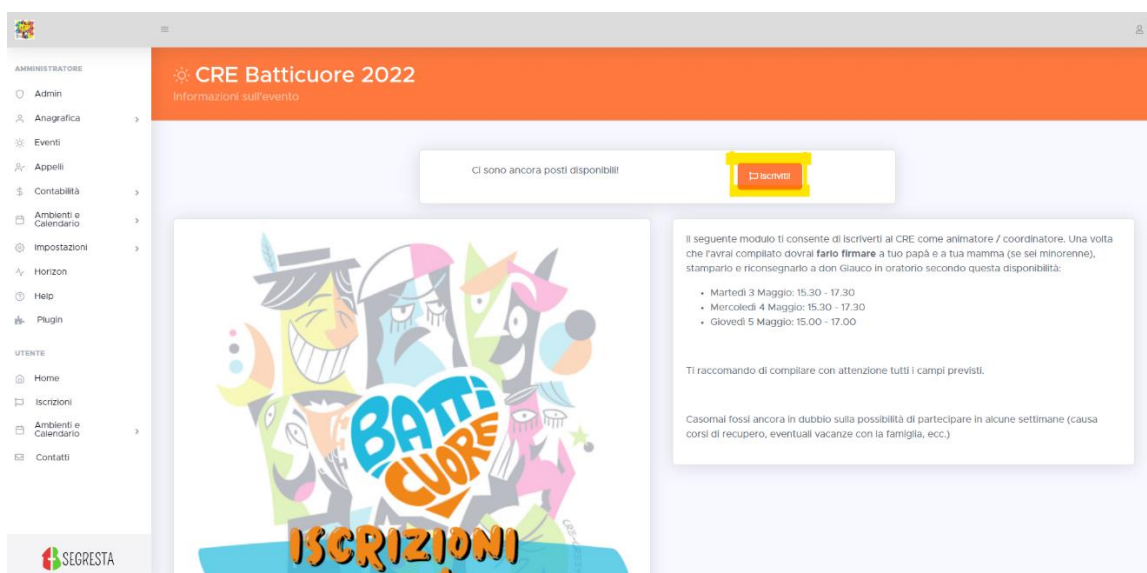 AMMINISTRATORE
Admin
Anagrafica
Eventi
Appelli
Contabilità
Ambienti e
Calendario
Impostazioni
Horizon
Help
Plugin
UTENTE
Home
Iscrizioni
Ambienti e
Calendario
Contatti
SEGRESTA
CRE Batticuore 2022
Informazioni sull'evento
Ci sono ancora posti disponibili!
Iscriviti!
BATTI
CUORE
ISCRIZIONI
Il seguente modulo ti consente di iscriverti al CRE come animatore / coordinatore. Una volta
che l'avrai compilato dovrai farlo firmare a tuo papà e a tua mamma (se sei minorenne),
stamparlo e riconsegnarlo a don Glauco in oratorio secondo questa disponibilità:
• Martedì 3 Maggio: 15.30 - 17.30
• Mercoledì 4 Maggio: 15.30 - 17.30
• Giovedì 5 Maggio: 15.00 - 17.00
Ti raccomando di compilare con attenzione tutti i campi previsti.
Casomai fossi ancora in dubbio sulla possibilità di partecipare in alcune settimane (causa
corsi di recupero, eventuali vacanze con la famiglia, ecc.)